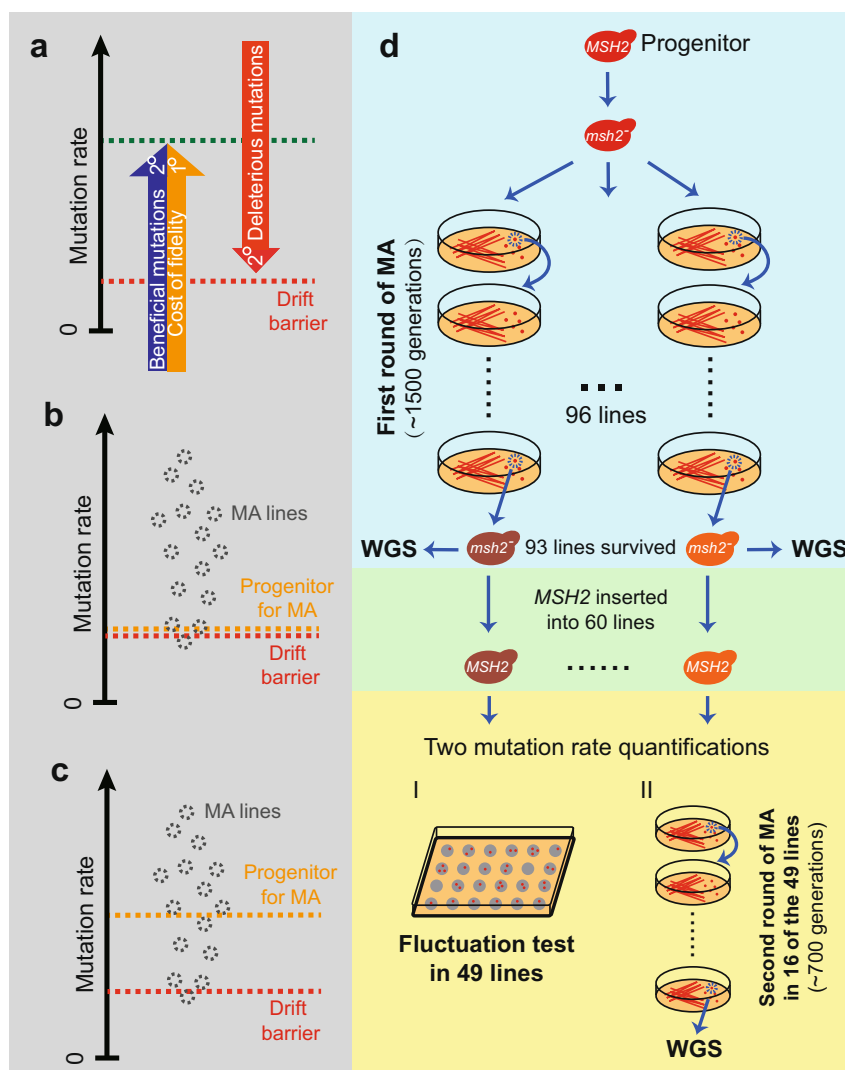 a
Mutation rate
0
Beneficial mutations 2°
Cost of fidelity 1°
2° Deleterious mutations
Drift
barrier
b
Mutation rate
0
MA lines
Progenitor
for MA
Drift
barrier
c
Mutation rate
0
MA lines
Progenitor
for MA
Drift
barrier
d
MSH2 Progenitor
msh2-
First round of MA
(~1500 generations)
96 lines
WGS msh2- 93 lines survived msh2- WGS
MSH2 inserted
into 60 lines
MSH2 MSH2
Two mutation rate quantifications
I
Fluctuation test
in 49 lines
II
Second round of MA
in 16 of the 49 lines
(~700 generations)
WGS